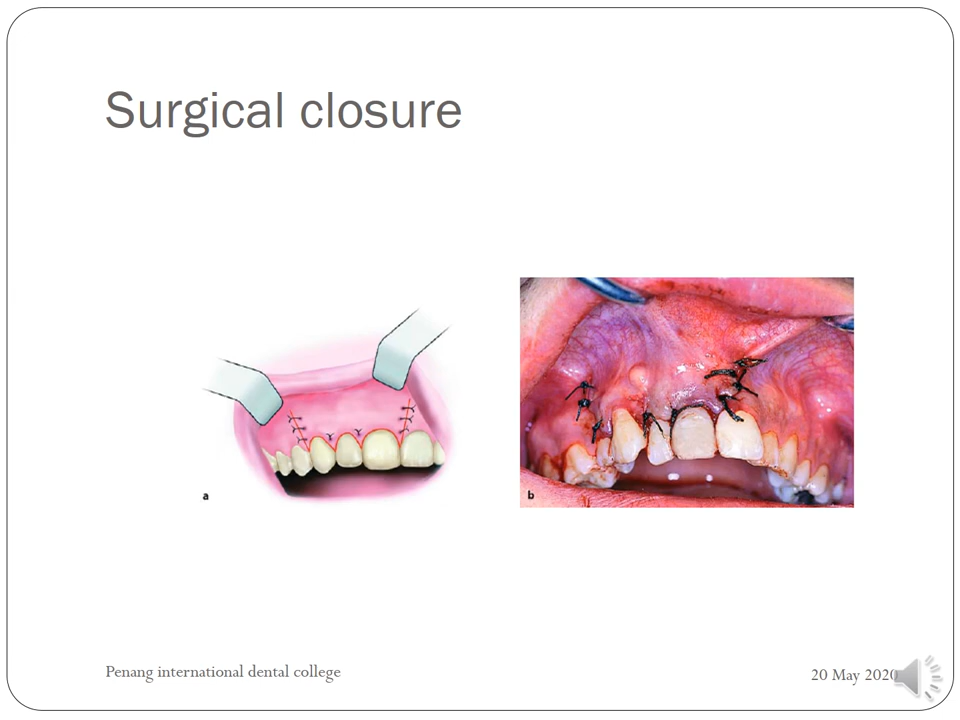 Surgical closure
a
b
Penang international dental college
20 May 2020